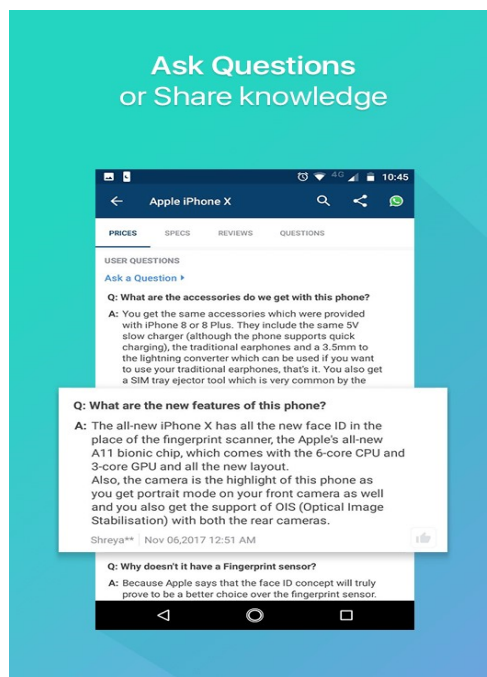 Ask Questions
or Share knowledge
4G 10:45
Apple iPhone X
PRICES SPECS REVIEWS QUESTIONS
USER QUESTIONS
Ask a Question
Q: What are the accessories do we get with this phone?
A: You get the same accessories which were provided
with iPhone 8 or 8 Plus. They include the same 5V
slow charger (although the phone supports quick
charging), the traditional earphones and a 3.5mm to
the lightning converter which can be used if you want
to use your traditional earphones, that's it. You also get
a SIM tray ejector tool which is very common by the
Q: What are the new features of this phone?
A: The all-new iPhone X has all the new face ID in the
place of the fingerprint scanner, the Apple's all-new
A11 bionic chip, which comes with the 6-core CPU and
3-core GPU and all the new layout.
Also, the camera is the highlight of this phone as
you get portrait mode on your front camera as well
and you also get the support of OIS (Optical Image
Stabilisation) with both the rear cameras.
Shreya** Nov 06,2017 12:51 AM
Q: Why doesn't it have a Fingerprint sensor?
A: Because Apple says that the face ID concept will truly
prove to be a better choice over the fingerprint sensor.